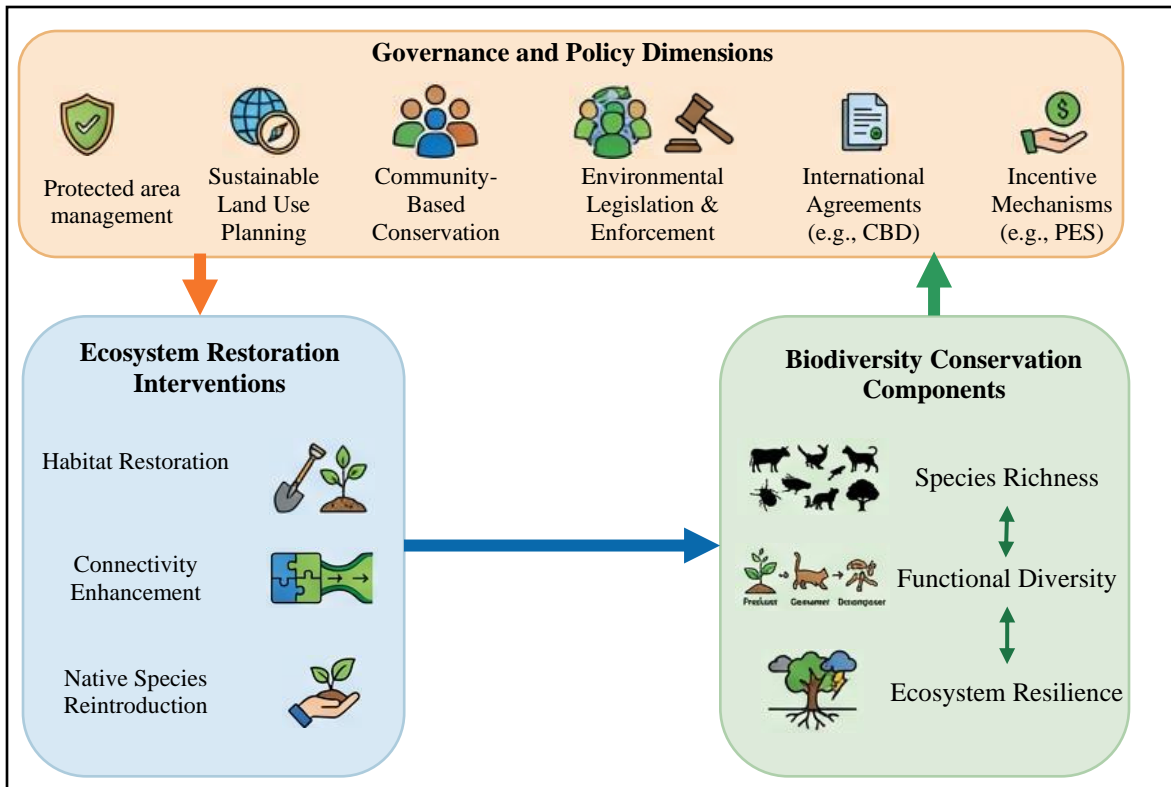 Governance and Policy Dimensions
Protected area
management
Sustainable
Land Use
Planning
Community-
Based
Conservation
Environmental
Legislation &
Enforcement
International
Agreements
(e.g., CBD)
$
Incentive
Mechanisms
(e.g., PES)
Ecosystem Restoration
Interventions
Habitat Restoration
Connectivity
Enhancement
Native Species
Reintroduction
Biodiversity Conservation
Components
Species Richness
Functional Diversity
Ecosystem Resilience